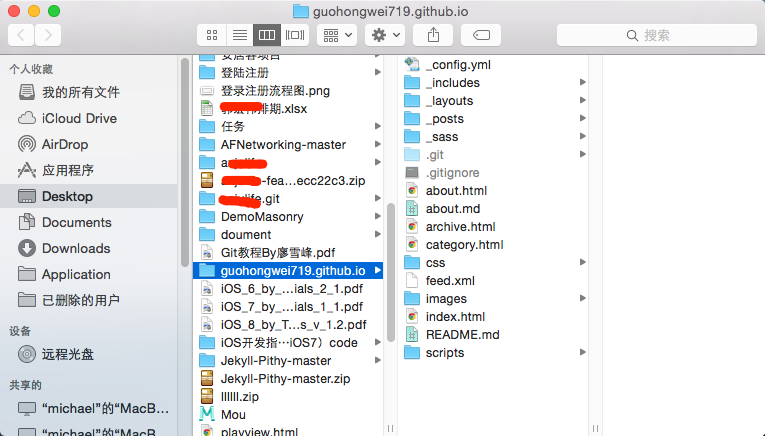 guohongwei719.github.io
搜索
个人收藏
我的所有文件
iCloud Drive
AirDrop
应用程序
Desktop
Documents
Downloads
Application
已删除的用户
设备
远程光盘
共享的
“michael”的“MacB...
“michael”的“MacB...
登陆注册
登录注册流程图.png
排期.xlsx
任务
AFNetworking-master
-fea...ecc22c3.zip
.git
DemoMasonry
doument
Git教程By廖雪峰.pdf
guohongwei719.github.io
iOS_6_by_...ials_2_1.pdf
iOS_7_by_...ials_1_1.pdf
iOS_8_by_T...s_v_1.2.pdf
iOS开发指…iOS7）code
Jekyll-Pithy-master
Jekyll-Pithy-master.zip
Mou
playview.html
_config.yml
_includes
_layouts
_posts
_sass
.git
.gitignore
about.html
about.md
archive.html
category.html
css
feed.xml
images
index.html
README.md
scripts